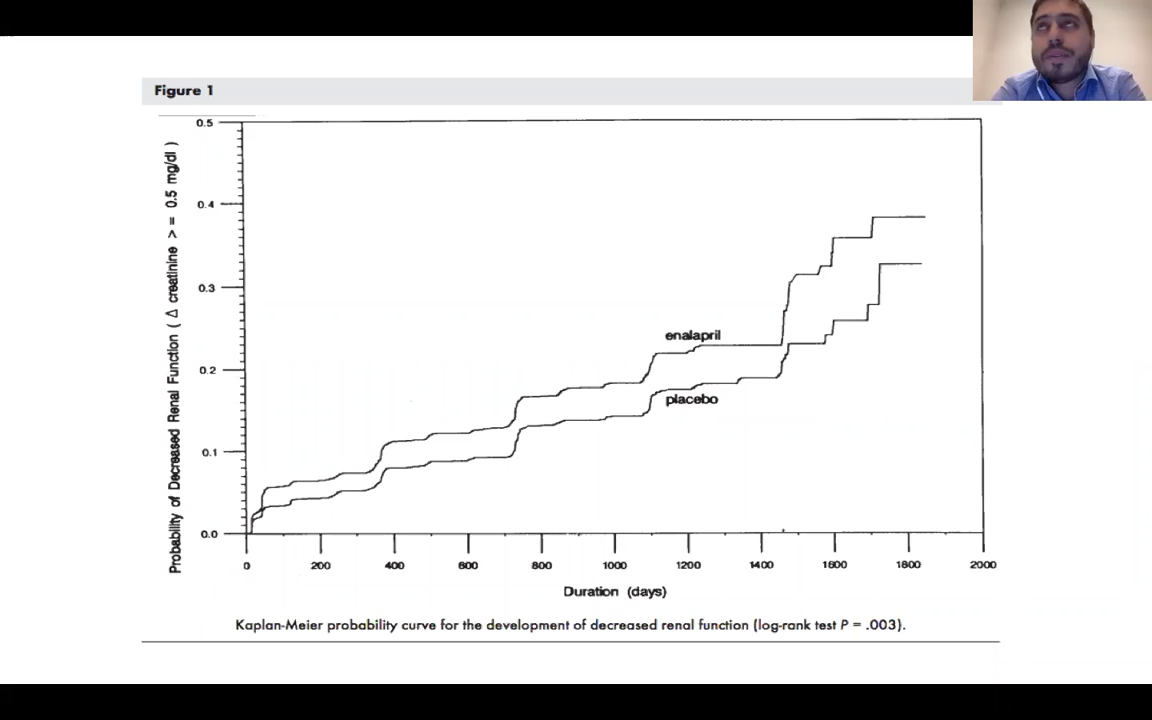 Figure 1
Probability of Decreased Renal Function ( Δ creatinine > = 0.5 mg/dl )
0.5
0.4
0.3
0.2
0.1
0.0
enalapril
placebo
0 200 400 600 800 1000 1200 1400 1600 1800 2000
Duration (days)
Kaplan-Meier probability curve for the development of decreased renal function (log-rank test P = .003).